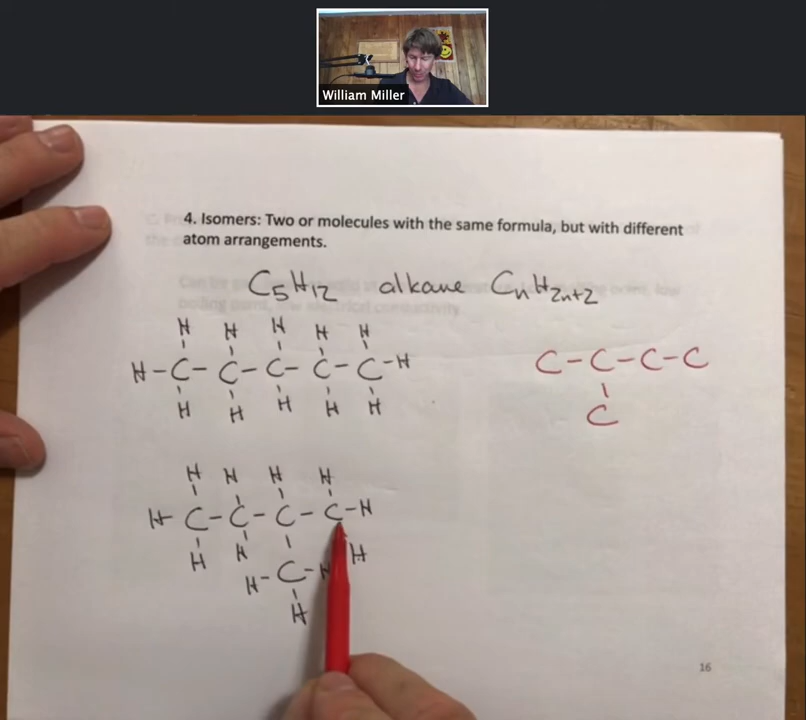 William Miller
4. Isomers: Two or molecules with the same formula, but with different
atom arrangements.
C5H12 alkane CnH2n+2
H H H H H
H-C-C-C-C-C-H
H H H H H
C-C-C-C
C
H H H H
H-C-C-C-C-H
H H H
H-C-H
H
16